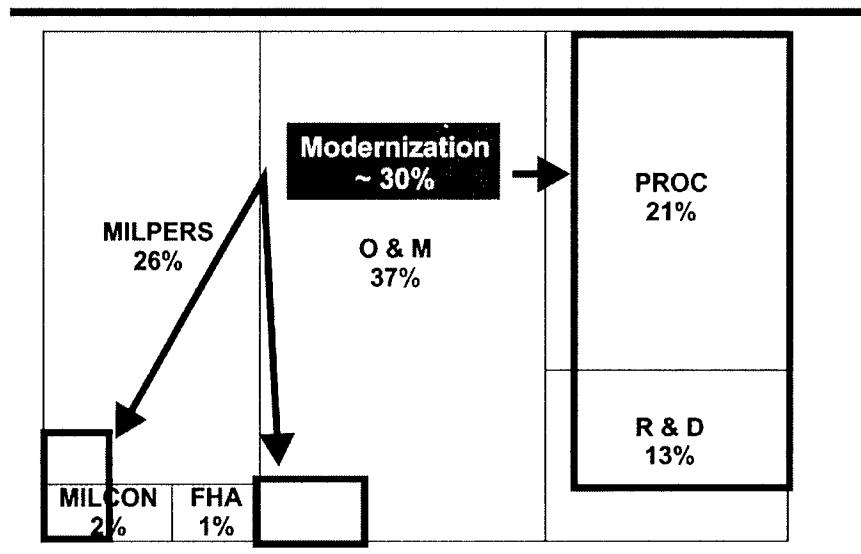 Modernization
~ 30%
MILPERS
26%
O & M
37%
PROC
21%
R & D
13%
MILCON
2%
FHA
1%